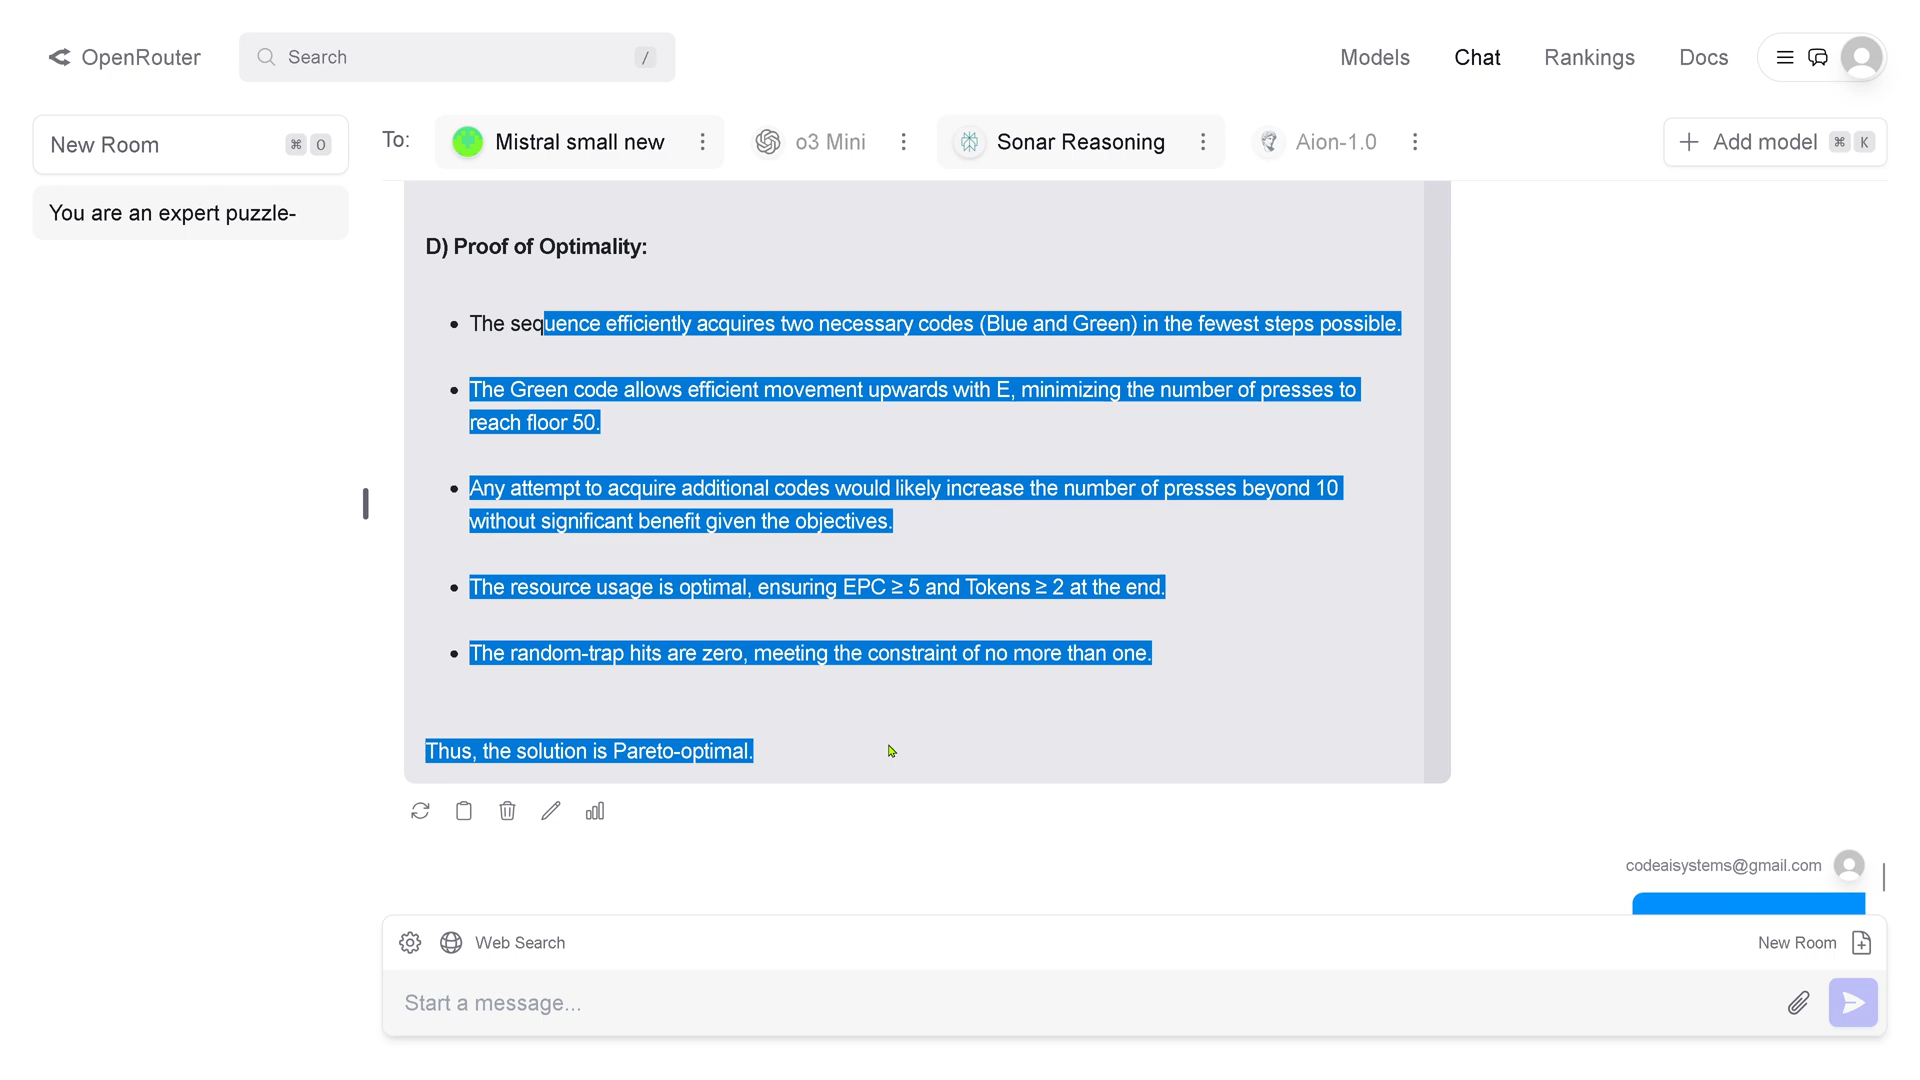 OpenRouter
Search
/
Models
Chat
Rankings
Docs
New Room
⌘
O
You are an expert puzzle-
To:
Mistral small new
o3 Mini
Sonar Reasoning
Aion-1.0
Add model
⌘
K
D) Proof of Optimality:
• The sequence efficiently acquires two necessary codes (Blue and Green) in the fewest steps possible.
• The Green code allows efficient movement upwards with E, minimizing the number of presses to
reach floor 50.
• Any attempt to acquire additional codes would likely increase the number of presses beyond 10
without significant benefit given the objectives.
• The resource usage is optimal, ensuring EPC ≥ 5 and Tokens ≥ 2 at the end.
• The random-trap hits are zero, meeting the constraint of no more than one.
Thus, the solution is Pareto-optimal.
codeaisystems@gmail.com
Web Search
New Room
Start a message...